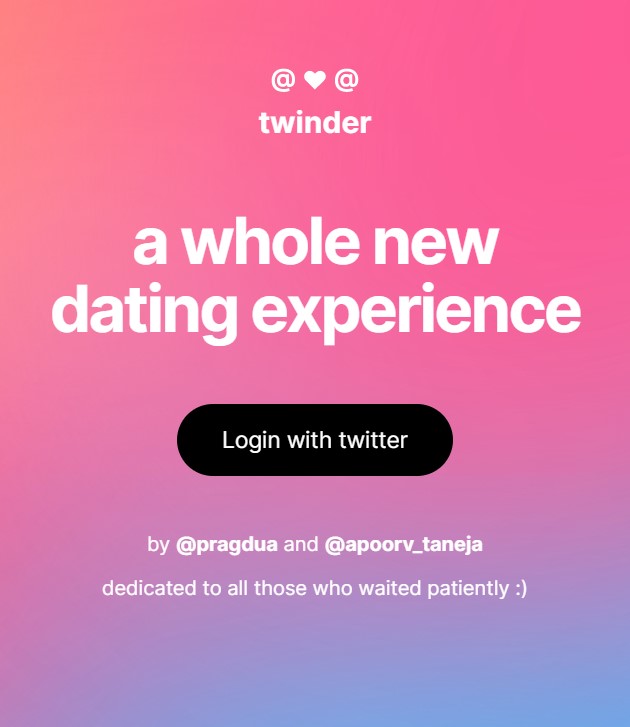 @ ♥ @
twinder
a whole new
dating experience
Login with twitter
by @pragdua and @apoorv_taneja
dedicated to all those who waited patiently :)